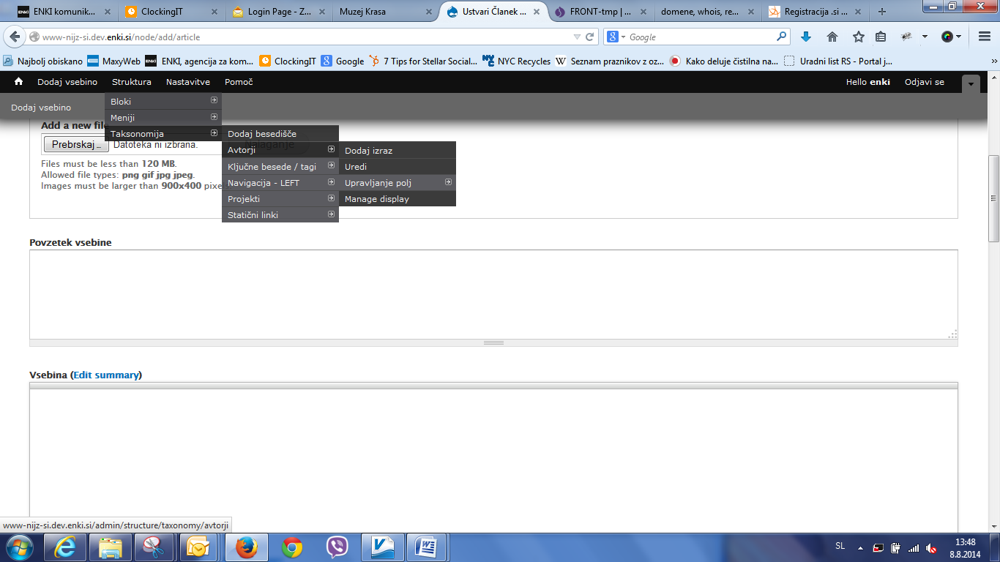 ENKI ENKI komunik...
ClockingIT
Login Page - Z...
Muzej Krasa
Ustvari Članek ...
FRONT-tmp | ...
domene, whois, re...
Registracija .si ...
www-nijz-si.dev.enki.si/node/add/article
Google
Najbolj obiskano
MaxyWeb
ENKI ENKI, agencija za kom...
ClockingIT
Google
7 Tips for Stellar Social...
NYC Recycles
W Seznam praznikov z oz...
Kako deluje čistilna na...
Uradni list RS - Portal j...
Dodaj vsebino
Struktura
Nastavitve
Pomoč
Hello enki
Odjavi se
Dodaj vsebino
Bloki
Meniji
Taksonomija
Dodaj besedišče
Avtorji
Ključne besede / tagi
Navigacija - LEFT
Projekti
Statični linki
Dodaj izraz
Uredi
Upravljanje polj
Manage display
Add a new file
Prebrskaj...
Datoteka ni izbrana.
Files must be less than 120 MB.
Allowed file types: png gif jpg jpeg.
Images must be larger than 900x400 pixe
Povzetek vsebine
Vsebina (Edit summary)
www-nijz-si.dev.enki.si/admin/structure/taxonomy/avtorji
SL
13:48
8.8.2014